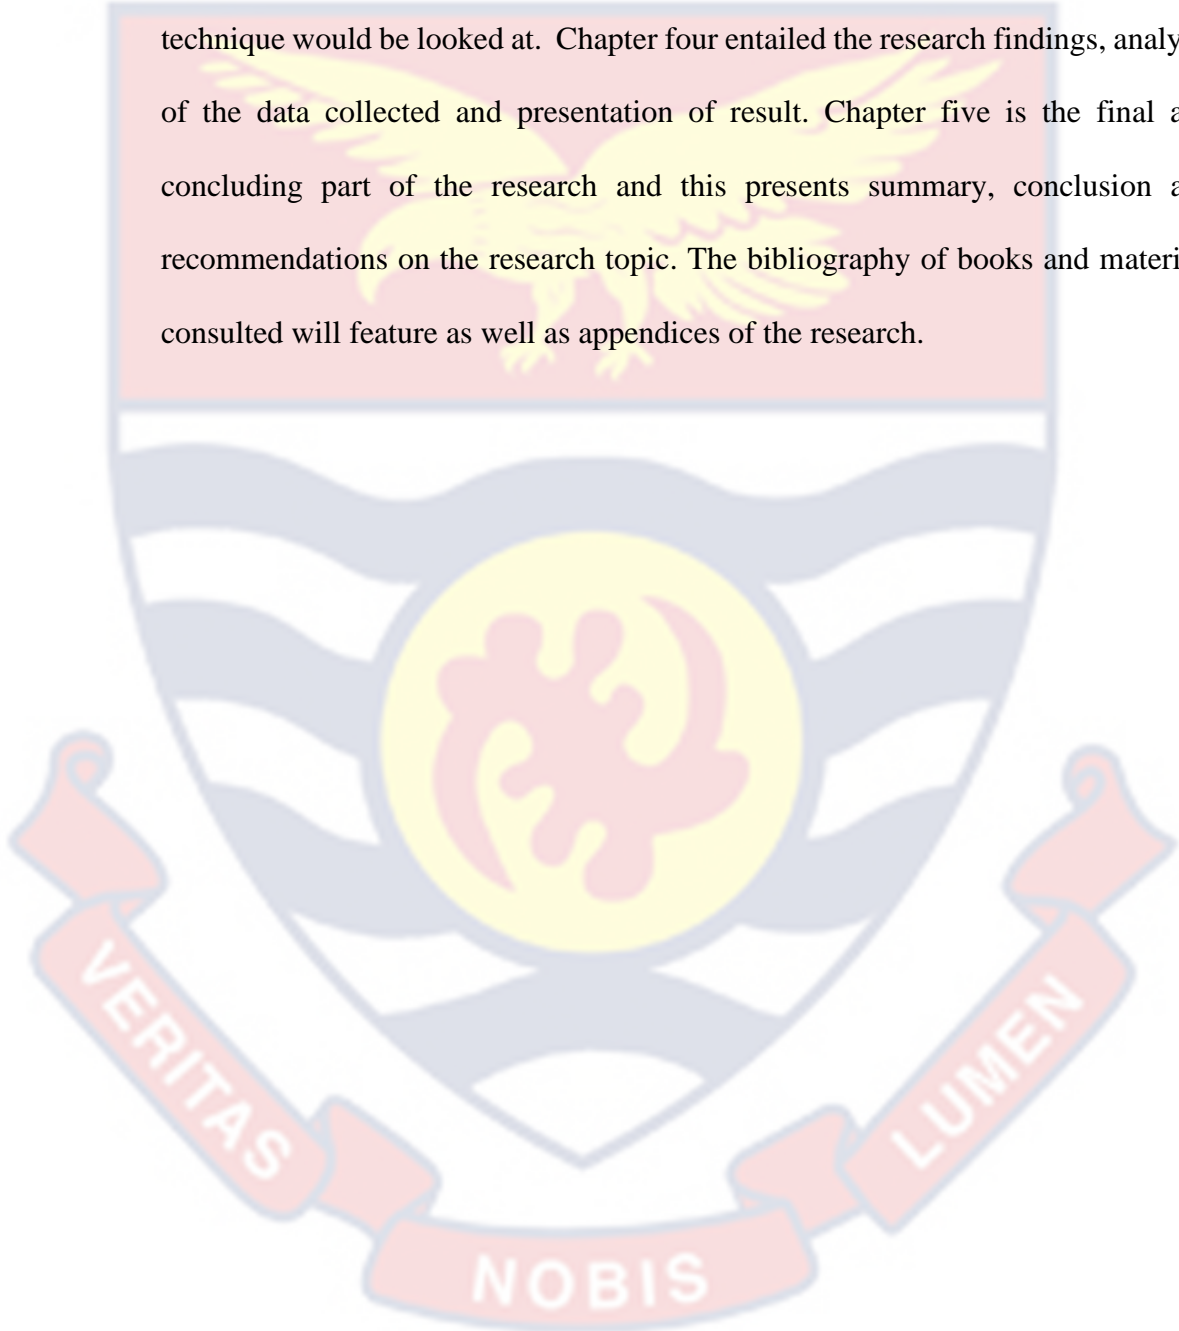 technique would be looked at. Chapter four entailed the research findings, analy
of the data collected and presentation of result. Chapter five is the final a
concluding part of the research and this presents summary, conclusion a
recommendations on the research topic. The bibliography of books and materi
consulted will feature as well as appendices of the research.
VERITAS
NOBIS
LUMEN